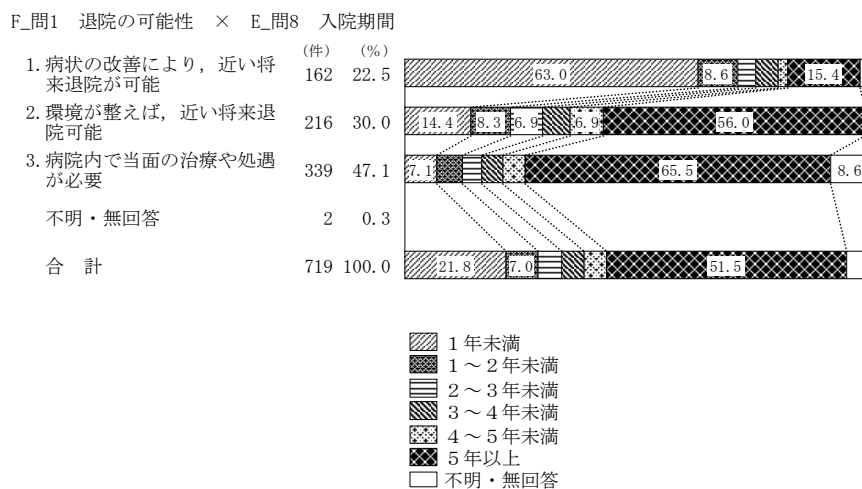 F_問1 退院の可能性 × E_問8 入院期間
(件) (%)
1. 病状の改善により，近い将
来退院が可能
162 22.5
63.0 8.6 15.4
2. 環境が整えば，近い将来退
院可能
216 30.0
14.4 8.3 6.9 6.9 56.0
3. 病院内で当面の治療や処遇
が必要
339 47.1
7.1 65.5 8.6
不明・無回答 2 0.3
合 計 719 100.0
21.8 7.0 51.5
１年未満
１～２年未満
２～３年未満
３～４年未満
４～５年未満
５年以上
不明・無回答